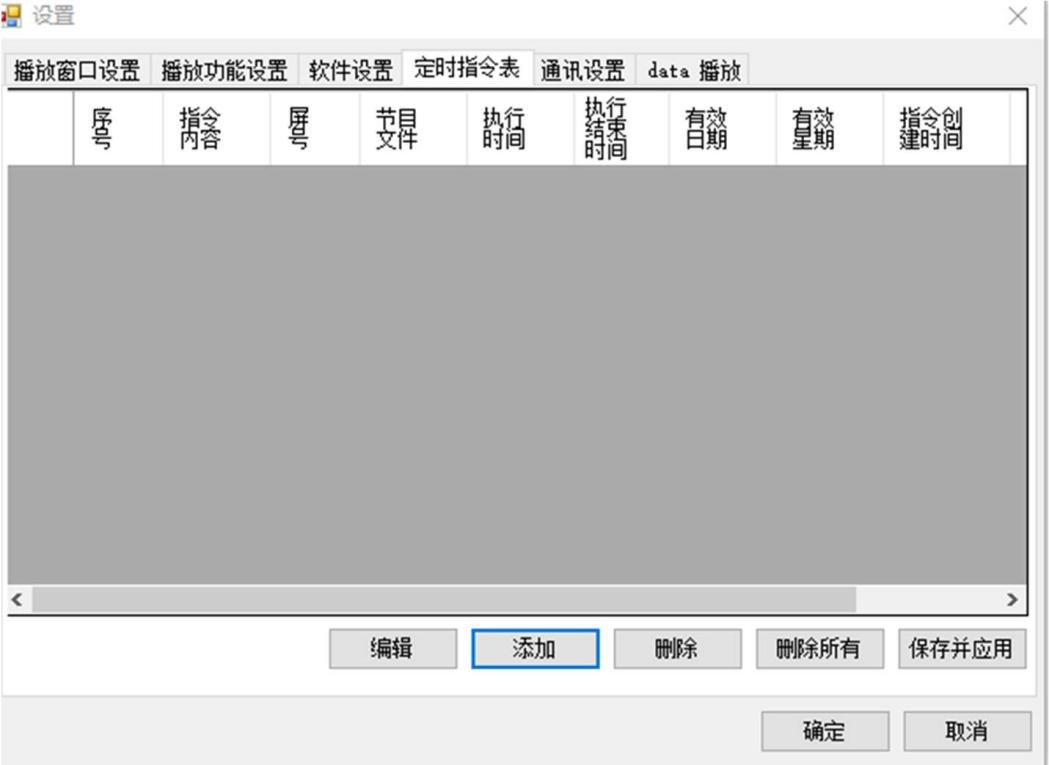 设置
播放窗口设置 播放功能设置 软件设置 定时指令表 通讯设置 data 播放
序号 指令内容 屏号 节目文件 执行时间 执行结束时间 有效日期 有效星期 指令创建时间
编辑 添加 删除 删除所有 保存并应用
确定 取消